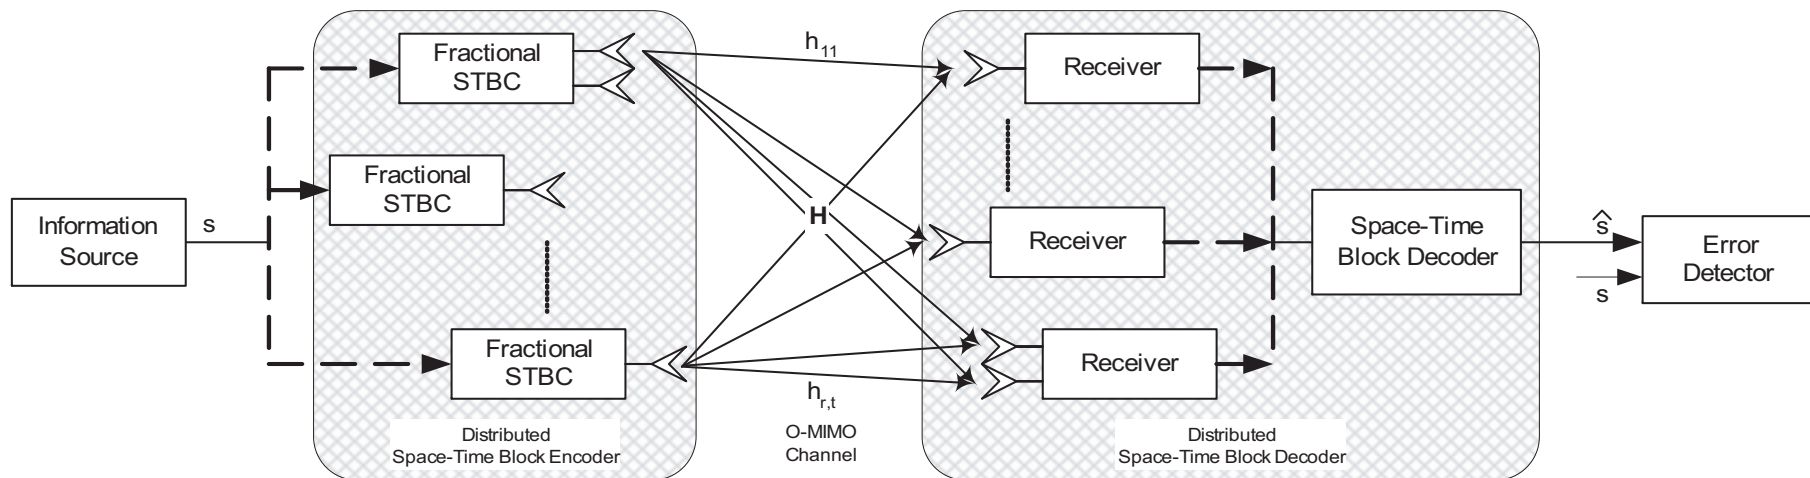 Information
Source
s
Fractional
STBC
Fractional
STBC
Fractional
STBC
Distributed
Space-Time Block Encoder
h11
H
hr,t
O-MIMO
Channel
Receiver
Receiver
Receiver
Distributed
Space-Time Block Decoder
Space-Time
Block Decoder
ŝ
s
Error
Detector